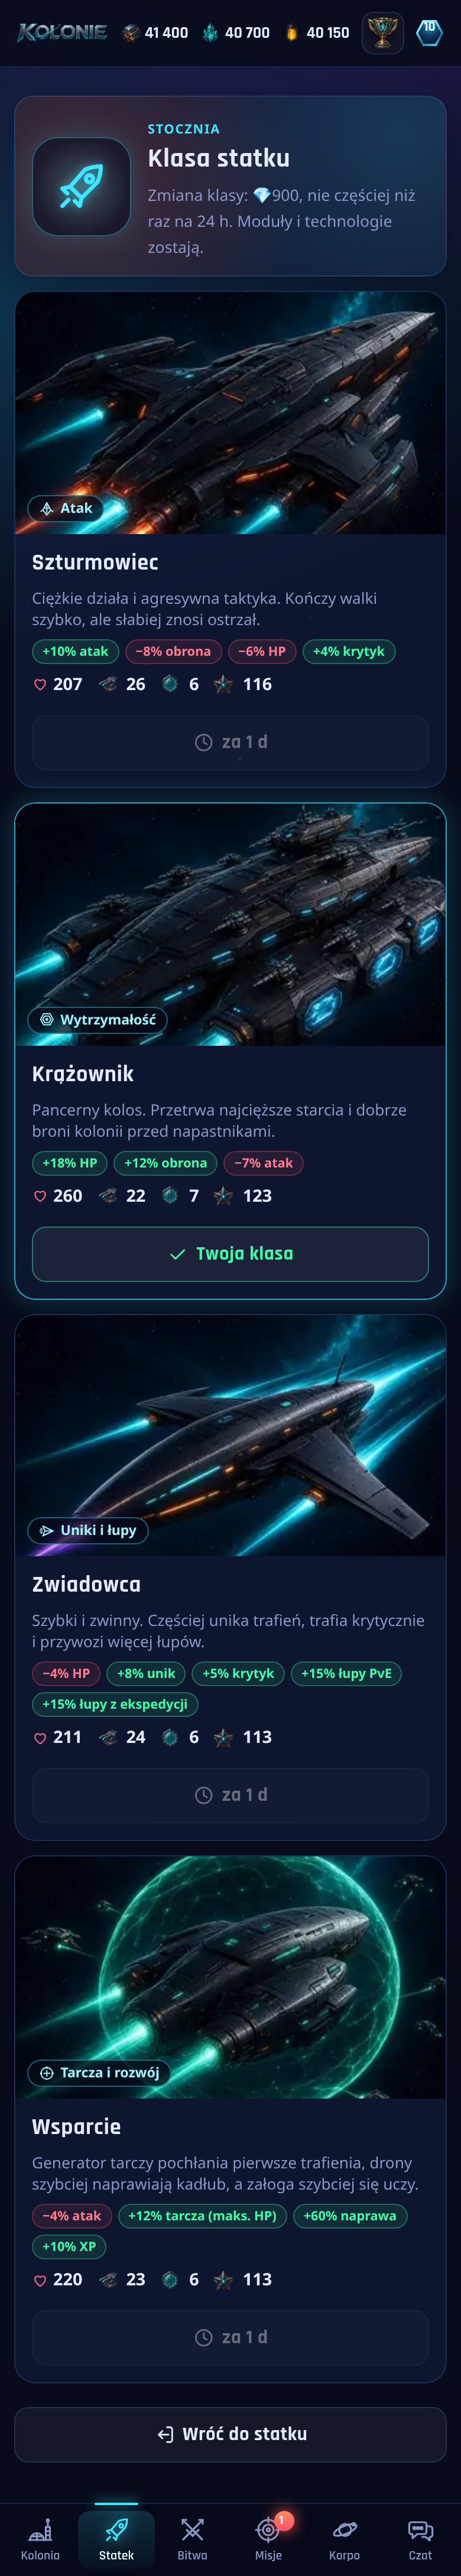 KOLONIE 41 400 40 700 40 150 10
STOCZNIA
Klasa statku
Zmiana klasy: 💎900, nie częściej niż
raz na 24 h. Moduły i technologie
zostają.
Atak
Szturmowiec
Ciężkie działa i agresywna taktyka. Kończy walki
szybko, ale słabiej znosi ostrzał.
+10% atak −8% obrona −6% HP +4% krytyk
207 26 6 116
za 1 d
Wytrzymałość
Krążownik
Pancerny kolos. Przetrwa najcięższe starcia i dobrze
broni kolonii przed napastnikami.
+18% HP +12% obrona −7% atak
260 22 7 123
Twoja klasa
Uniki i łupy
Zwiadowca
Szybki i zwinny. Częściej unika trafień, trafia krytycznie
i przywozi więcej łupów.
−4% HP +8% unik +5% krytyk +15% łupy PvE
+15% łupy z ekspedycji
211 24 6 113
za 1 d
Tarcza i rozwój
Wsparcie
Generator tarczy pochłania pierwsze trafienia, drony
szybciej naprawiają kadłub, a załoga szybciej się uczy.
−4% atak +12% tarcza (maks. HP) +60% naprawa
+10% XP
220 23 6 113
za 1 d
Wróć do statku
1
Kolonia Statek Bitwa Misje Korpo Czat